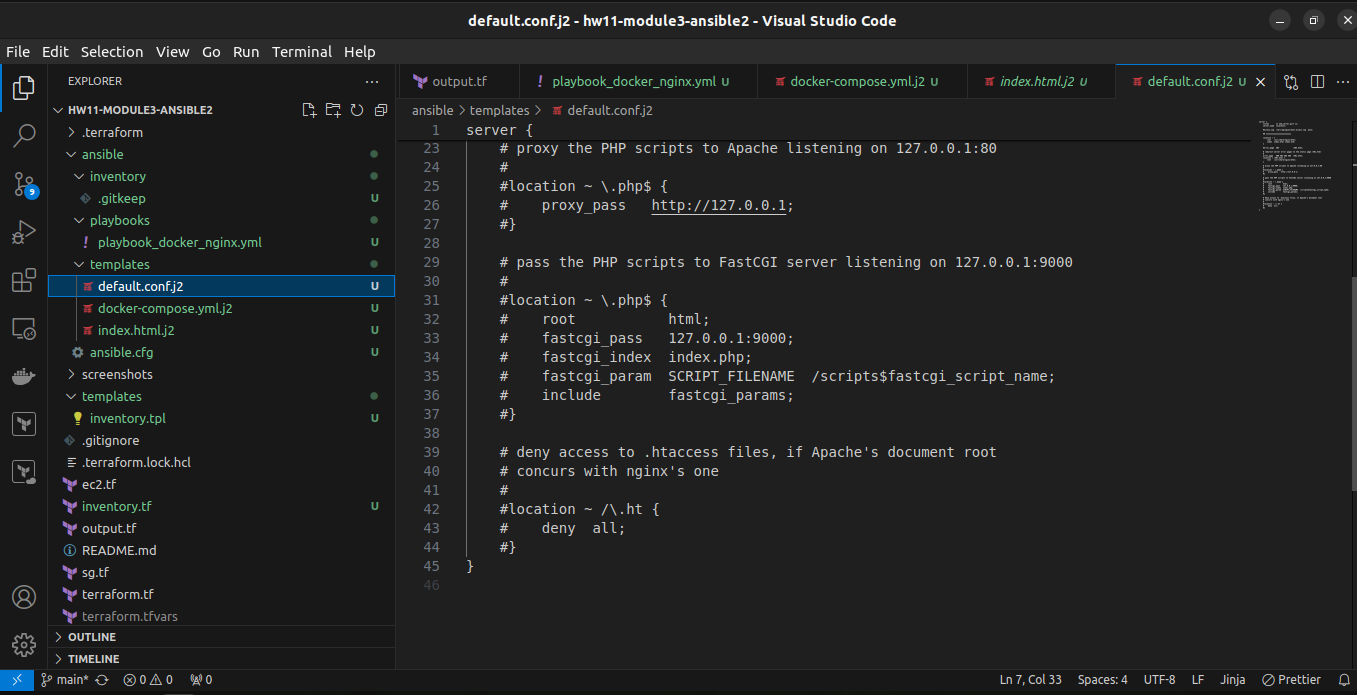 default.conf.j2 - hw11-module3-ansible2 - Visual Studio Code
File Edit Selection View Go Run Terminal Help
EXPLORER
HW11-MODULE3-ANSIBLE2
.terraform
ansible
inventory
.gitkeep U
playbooks
playbook_docker_nginx.yml U
templates
default.conf.j2 U
docker-compose.yml.j2 U
index.html.j2 U
ansible.cfg U
screenshots
templates
inventory.tpl U
.gitignore
.terraform.lock.hcl
ec2.tf
inventory.tf U
output.tf
README.md
sg.tf
terraform.tf
terraform.tfvars
OUTLINE
TIMELINE
9
output.tf
playbook_docker_nginx.yml U
docker-compose.yml.j2 U
index.html.j2 U
default.conf.j2 U
ansible > templates > default.conf.j2
1 server {
23 # proxy the PHP scripts to Apache listening on 127.0.0.1:80
24 #
25 #location ~ \.php$ {
26 # proxy_pass http://127.0.0.1;
27 #}
28
29 # pass the PHP scripts to FastCGI server listening on 127.0.0.1:9000
30 #
31 #location ~ \.php$ {
32 # root html;
33 # fastcgi_pass 127.0.0.1:9000;
34 # fastcgi_index index.php;
35 # fastcgi_param SCRIPT_FILENAME /scripts$fastcgi_script_name;
36 # include fastcgi_params;
37 #}
38
39 # deny access to .htaccess files, if Apache's document root
40 # concurs with nginx's one
41 #
42 #location ~ /\.ht {
43 # deny all;
44 #}
45 }
46
main* 0 0 0 Ln 7, Col 33 Spaces: 4 UTF-8 LF Jinja Prettier